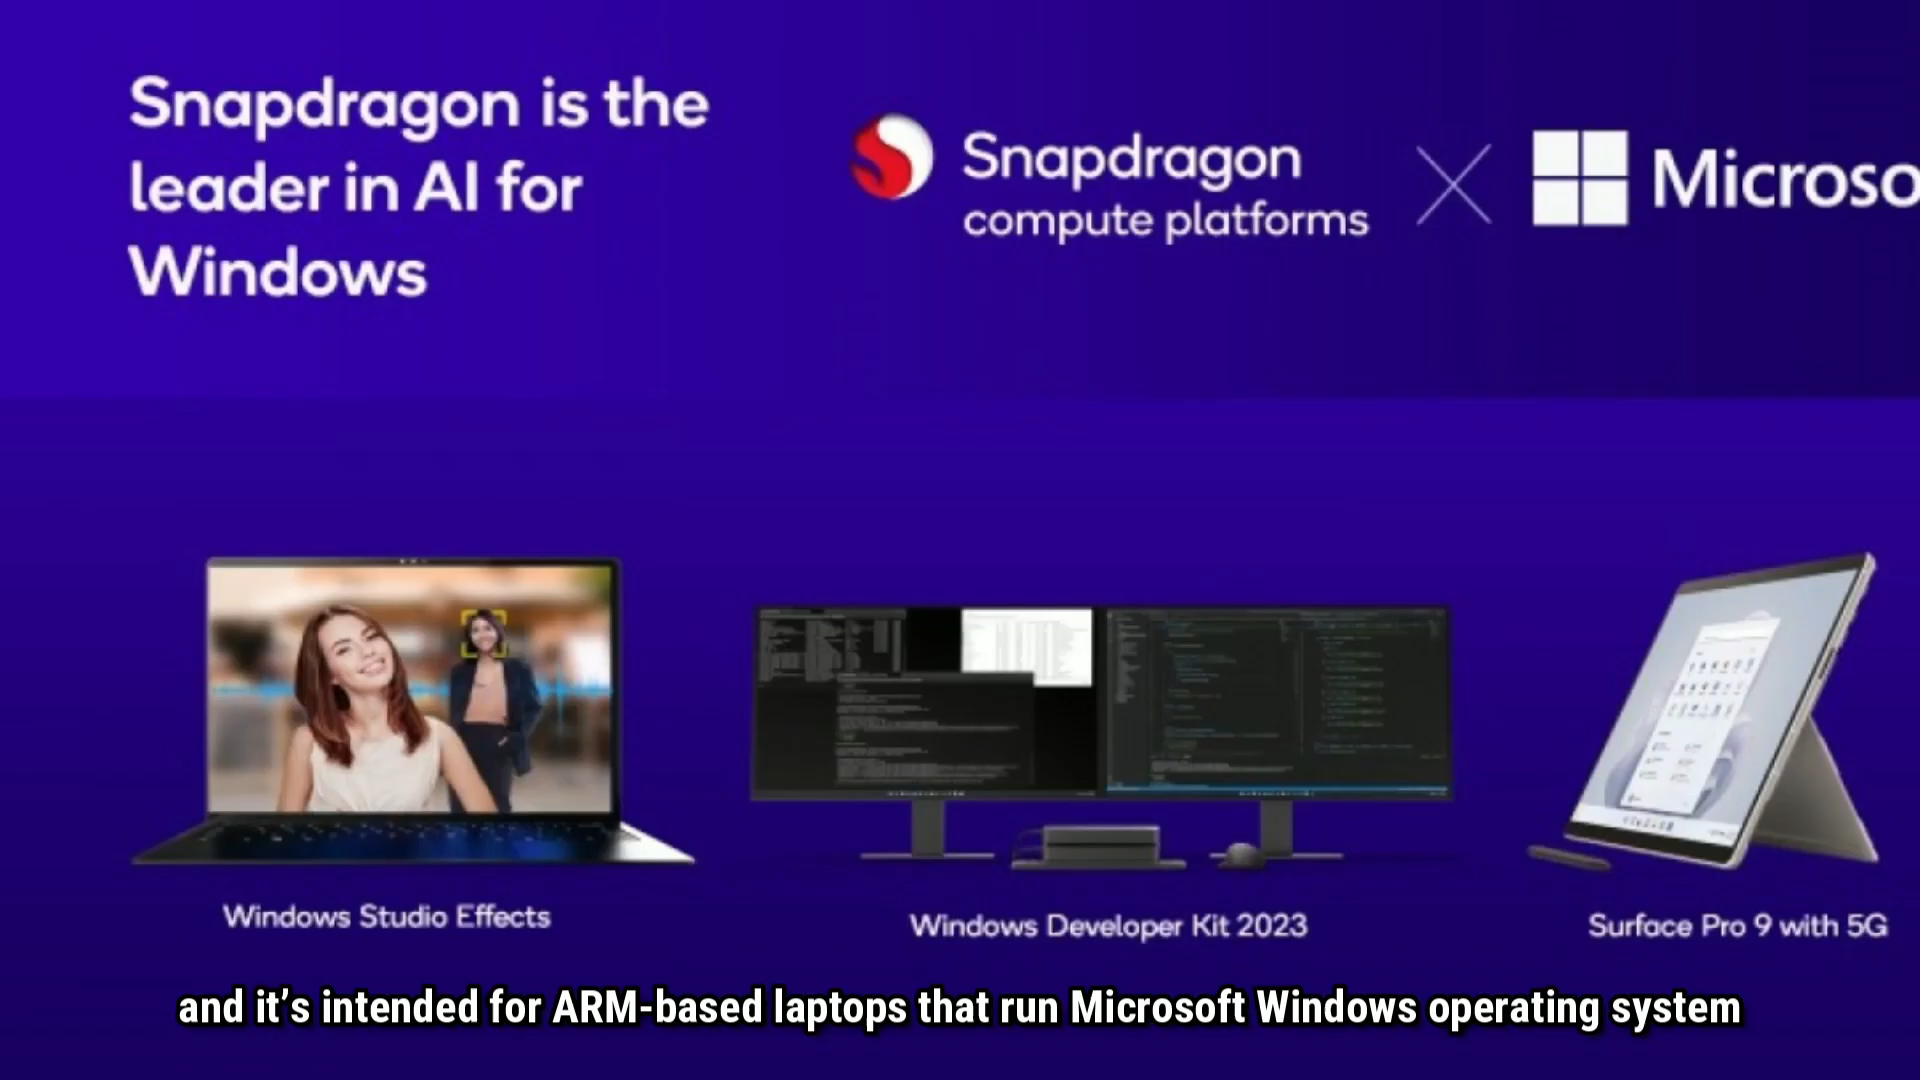 Snapdragon is the
leader in AI for
Windows
Snapdragon
compute platforms
Microso
Windows Studio Effects
Windows Developer Kit 2023
Surface Pro 9 with 5G
and it’s intended for ARM-based laptops that run Microsoft Windows operating system